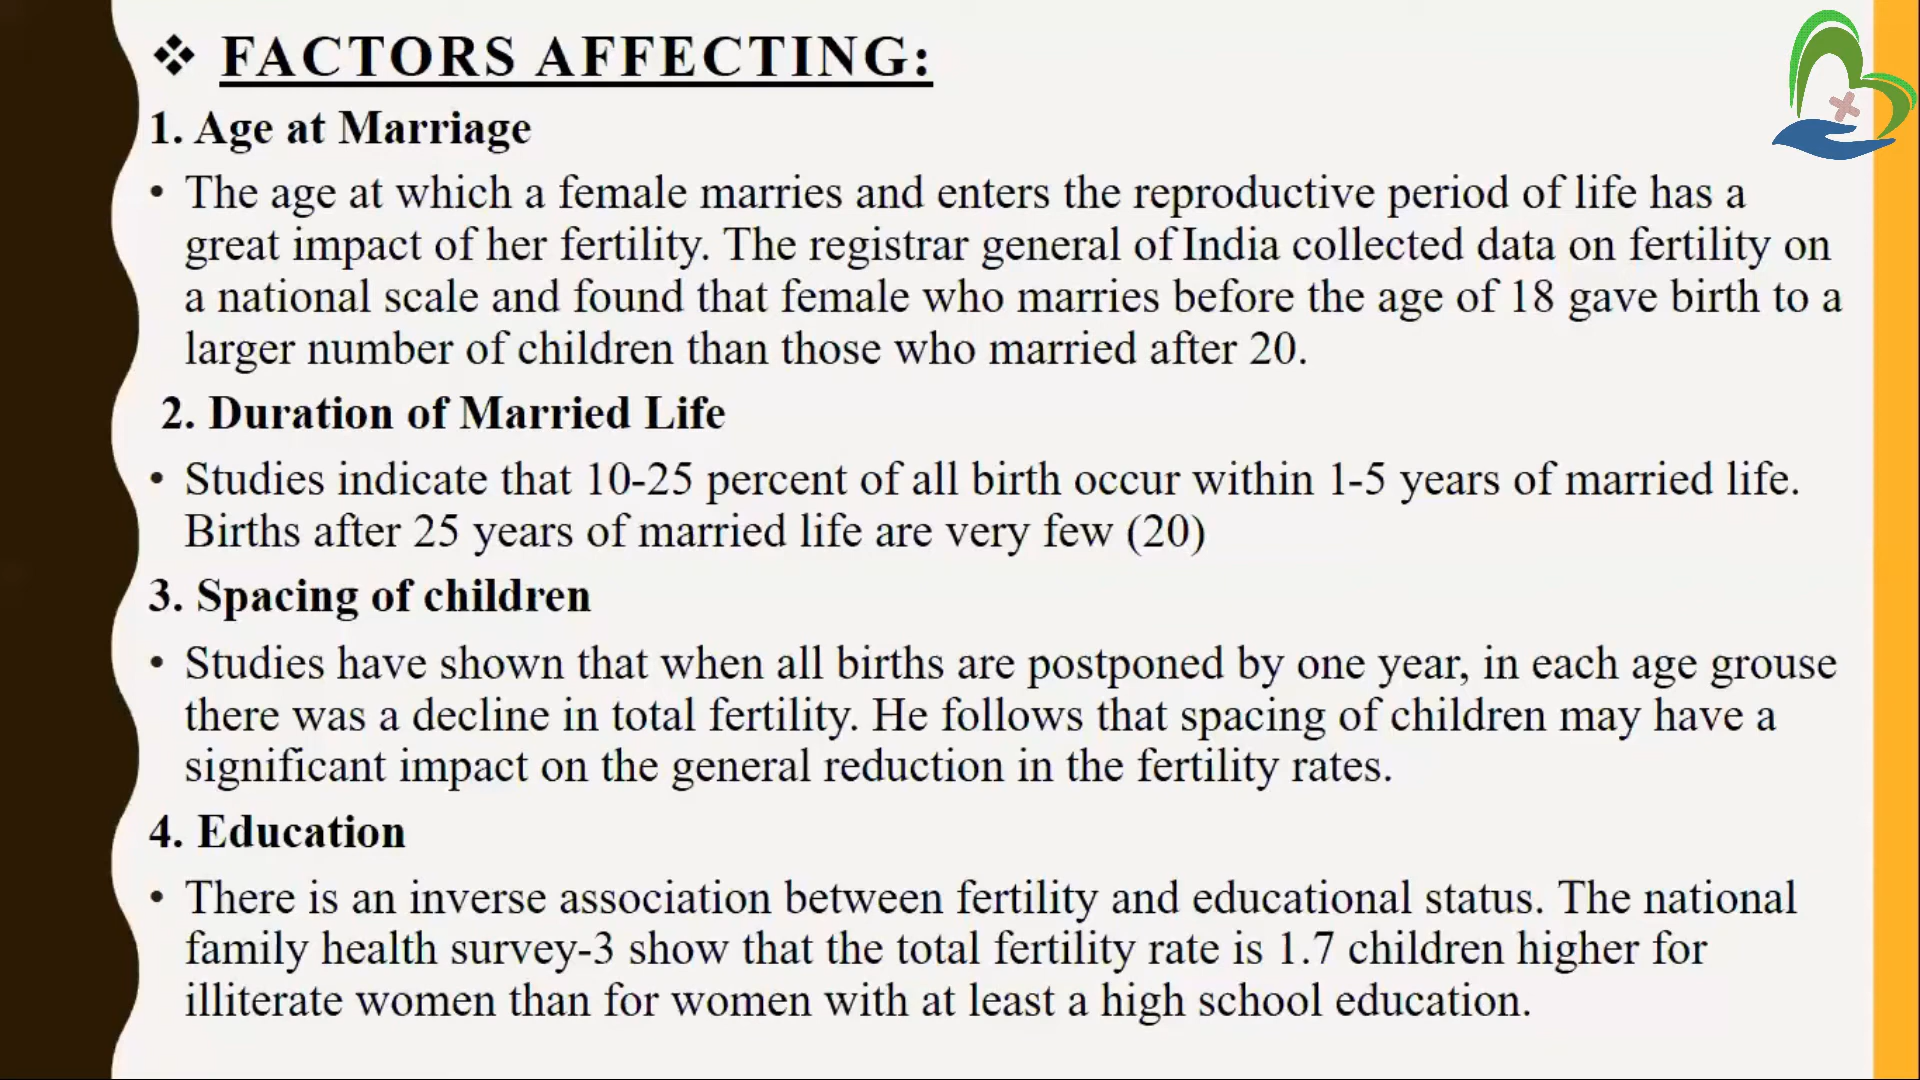 ❖ FACTORS AFFECTING:
1. Age at Marriage
• The age at which a female marries and enters the reproductive period of life has a
great impact of her fertility. The registrar general of India collected data on fertility on
a national scale and found that female who marries before the age of 18 gave birth to a
larger number of children than those who married after 20.
2. Duration of Married Life
• Studies indicate that 10-25 percent of all birth occur within 1-5 years of married life.
Births after 25 years of married life are very few (20)
3. Spacing of children
• Studies have shown that when all births are postponed by one year, in each age grouse
there was a decline in total fertility. He follows that spacing of children may have a
significant impact on the general reduction in the fertility rates.
4. Education
• There is an inverse association between fertility and educational status. The national
family health survey-3 show that the total fertility rate is 1.7 children higher for
illiterate women than for women with at least a high school education.